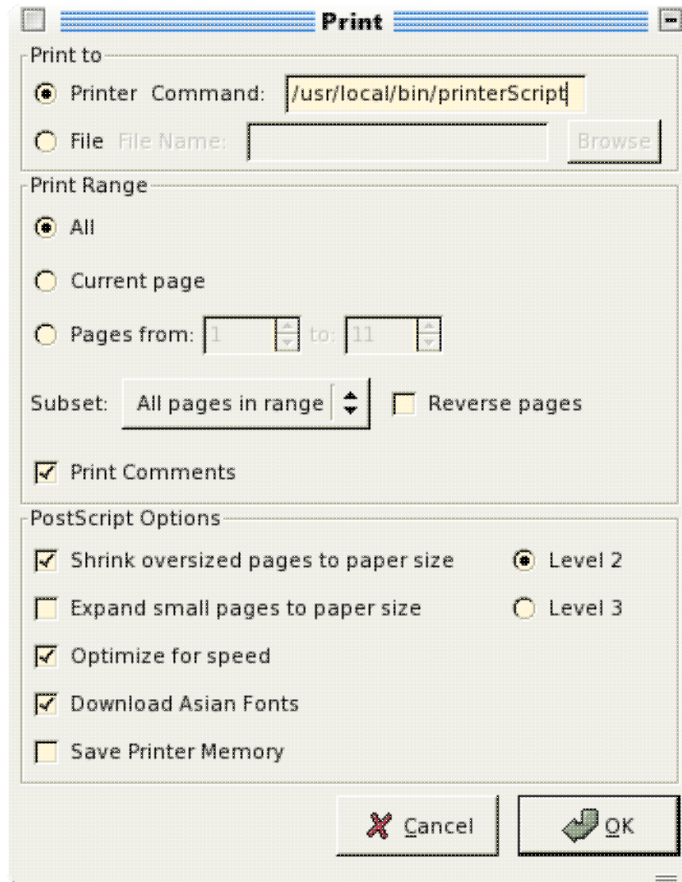 Print
Print to
Printer Command: /usr/local/bin/printerScript
File File Name: Browse
Print Range
All
Current page
Pages from: 1 to: 11
Subset: All pages in range Reverse pages
Print Comments
PostScript Options
Shrink oversized pages to paper size Level 2
Expand small pages to paper size Level 3
Optimize for speed
Download Asian Fonts
Save Printer Memory
Cancel OK